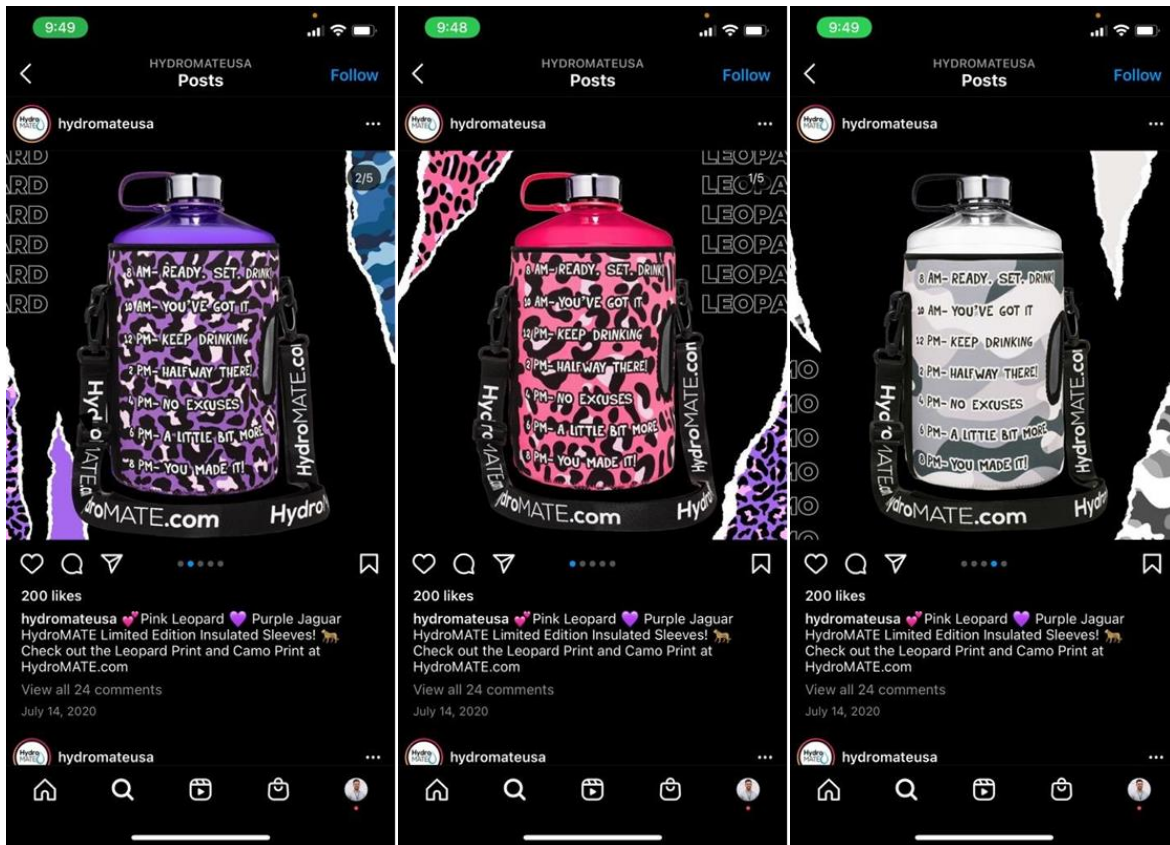 9:49
HYDROMATEUSA
Posts
Follow
hydromateusa
2/5
ARD
ARD
ARD
ARD
ARD
8 AM- READY. SET. DRINK!
10 AM- YOU'VE GOT IT
12 PM- KEEP DRINKING
2 PM- HALFWAY THERE!
4 PM- NO EXCUSES
6 PM- A LITTLE BIT MORE
8 PM- YOU MADE IT!
HydroMATE.com
200 likes
hydromateusa 💕Pink Leopard 💜 Purple Jaguar
HydroMATE Limited Edition Insulated Sleeves! 🐆
Check out the Leopard Print and Camo Print at
HydroMATE.com
View all 24 comments
July 14, 2020
hydromateusa
9:48
HYDROMATEUSA
Posts
Follow
hydromateusa
1/5
LEOPA
LEOPA
LEOPA
LEOPA
LEOPA
LEOPA
8 AM- READY. SET. DRINK!
10 AM- YOU'VE GOT IT
12 PM- KEEP DRINKING
2 PM- HALFWAY THERE!
4 PM- NO EXCUSES
6 PM- A LITTLE BIT MORE
8 PM- YOU MADE IT!
HydroMATE.com
200 likes
hydromateusa 💕Pink Leopard 💜 Purple Jaguar
HydroMATE Limited Edition Insulated Sleeves! 🐆
Check out the Leopard Print and Camo Print at
HydroMATE.com
View all 24 comments
July 14, 2020
hydromateusa
9:49
HYDROMATEUSA
Posts
Follow
hydromateusa
8 AM- READY. SET. DRINK!
10 AM- YOU'VE GOT IT
12 PM- KEEP DRINKING
2 PM- HALFWAY THERE!
4 PM- NO EXCUSES
6 PM- A LITTLE BIT MORE
8 PM- YOU MADE IT!
HydroMATE.com
200 likes
hydromateusa 💕Pink Leopard 💜 Purple Jaguar
HydroMATE Limited Edition Insulated Sleeves! 🐆
Check out the Leopard Print and Camo Print at
HydroMATE.com
View all 24 comments
July 14, 2020
hydromateusa